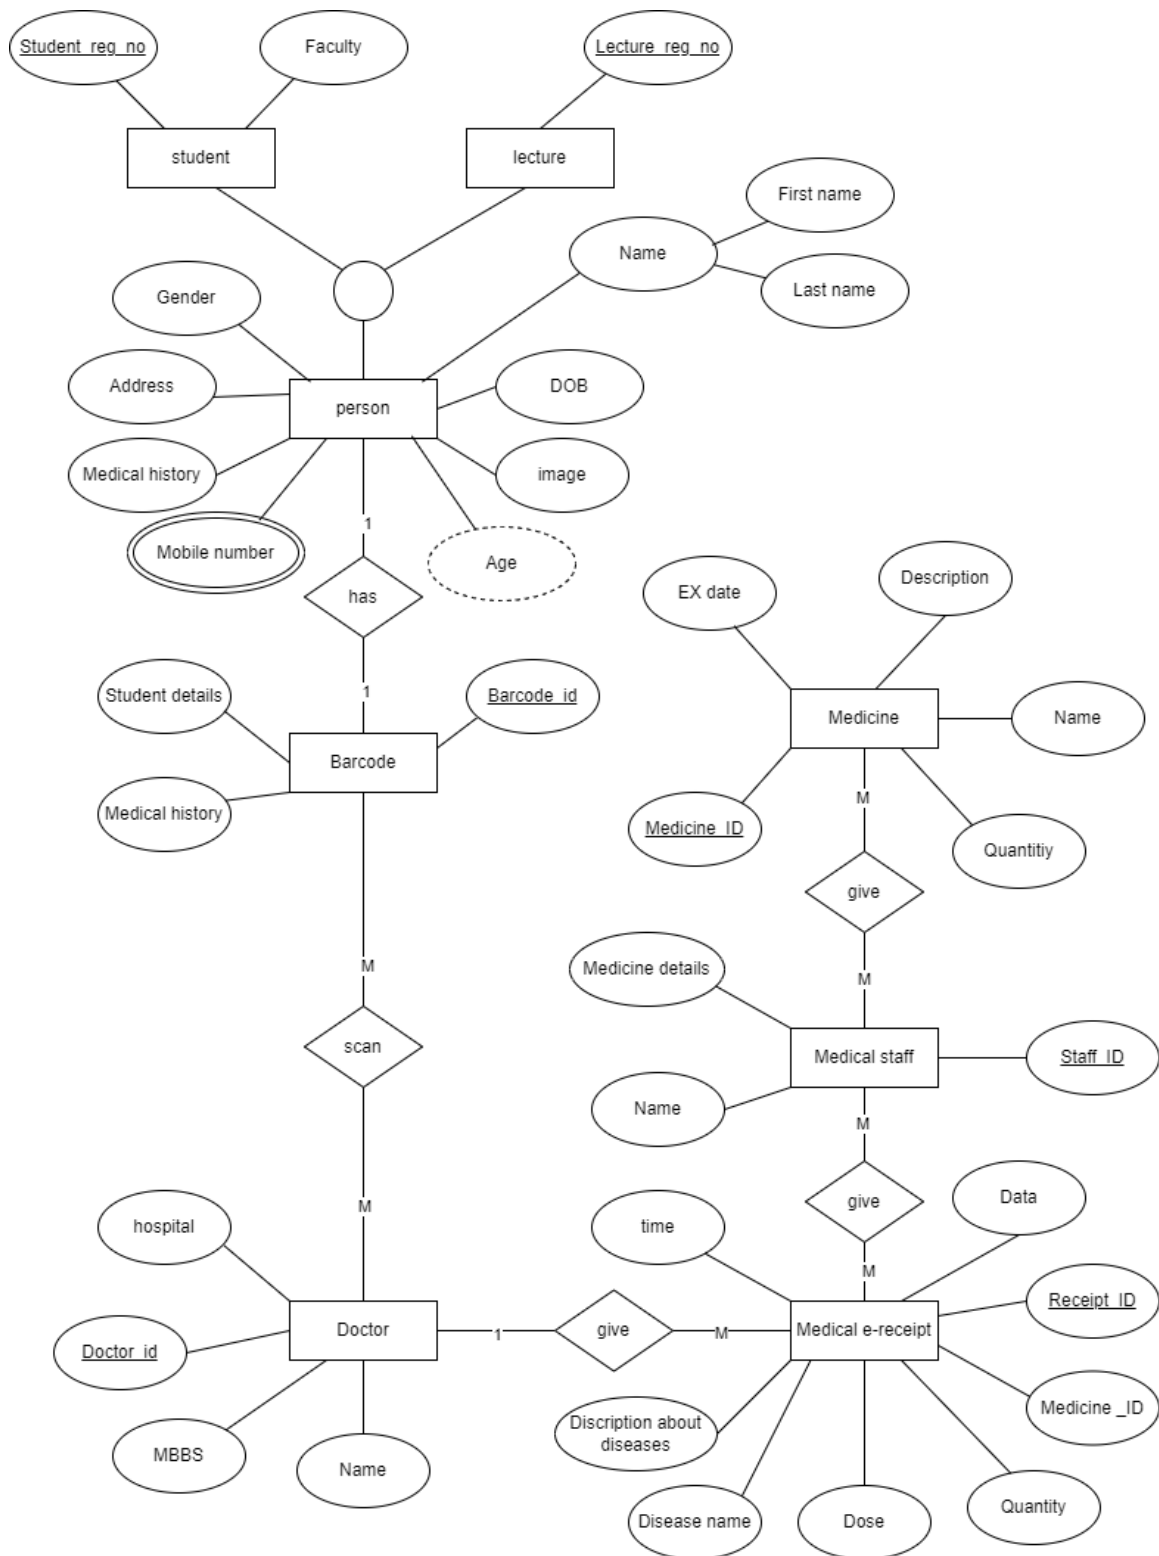 Student_reg_no
Faculty
Lecture_reg_no
student
lecture
First name
Name
Last name
Gender
Address
person
DOB
Medical history
image
1
Mobile number
Age
has
EX date
Description
1
Student details
Barcode_id
Medicine
Name
Barcode
Medical history
M
Medicine_ID
Quantitiy
give
M
Medicine details
M
scan
Medical staff
Staff_ID
Name
M
give
Data
M
hospital
time
M
Receipt_ID
Doctor
1
give
M
Medical e-receipt
Doctor_id
Medicine _ID
Discription about
diseases
MBBS
Name
Quantity
Disease name
Dose